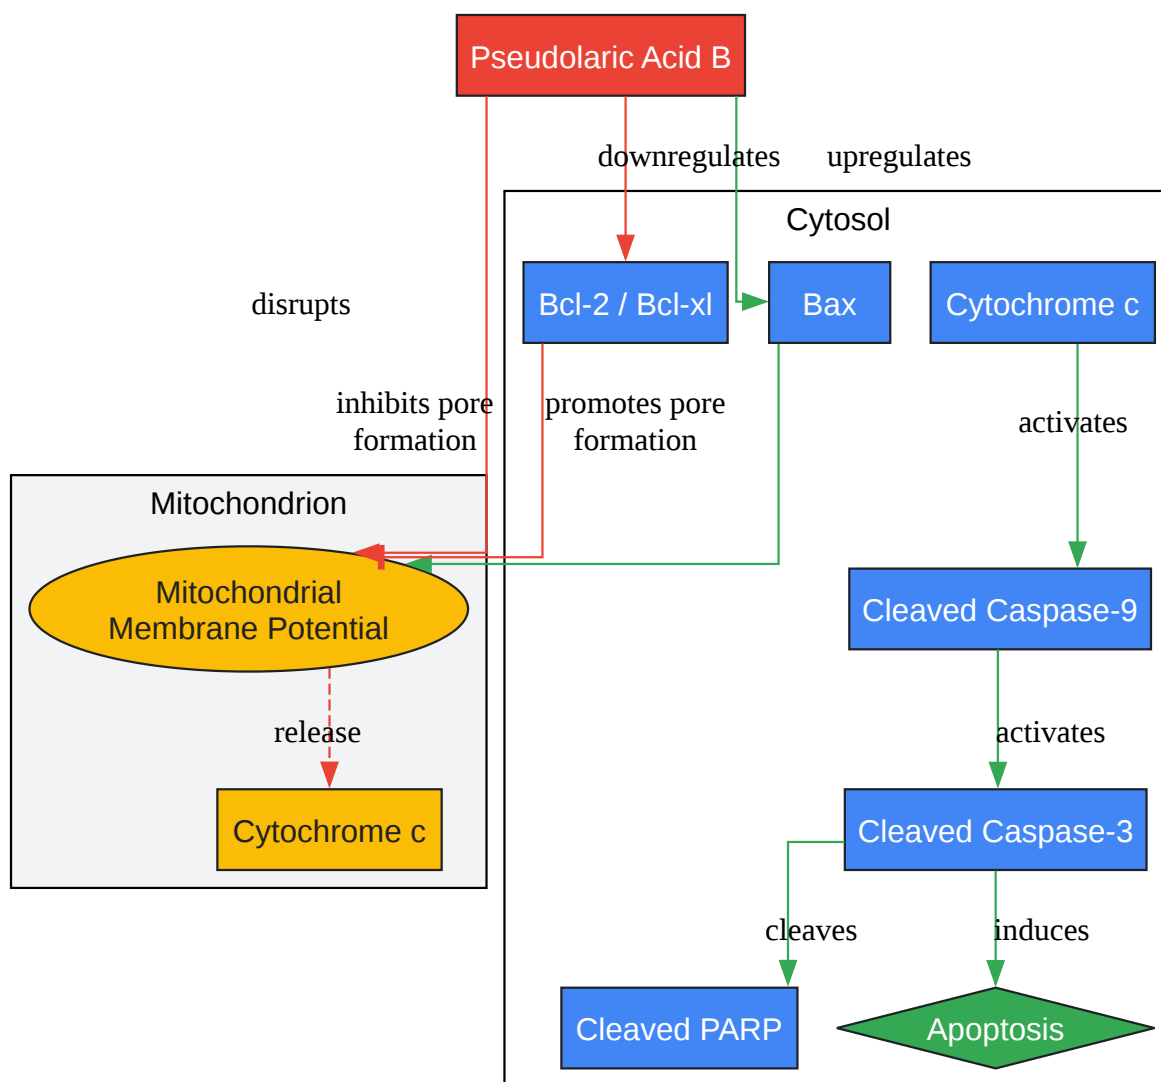 Pseudolaric Acid B
downregulates
upregulates
Cytosol
Bcl-2 / Bcl-xl
Bax
Cytochrome c
disrupts
inhibits pore
formation
promotes pore
formation
activates
Mitochondrion
Mitochondrial
Membrane Potential
Cleaved Caspase-9
release
activates
Cytochrome c
Cleaved Caspase-3
cleaves
induces
Cleaved PARP
Apoptosis